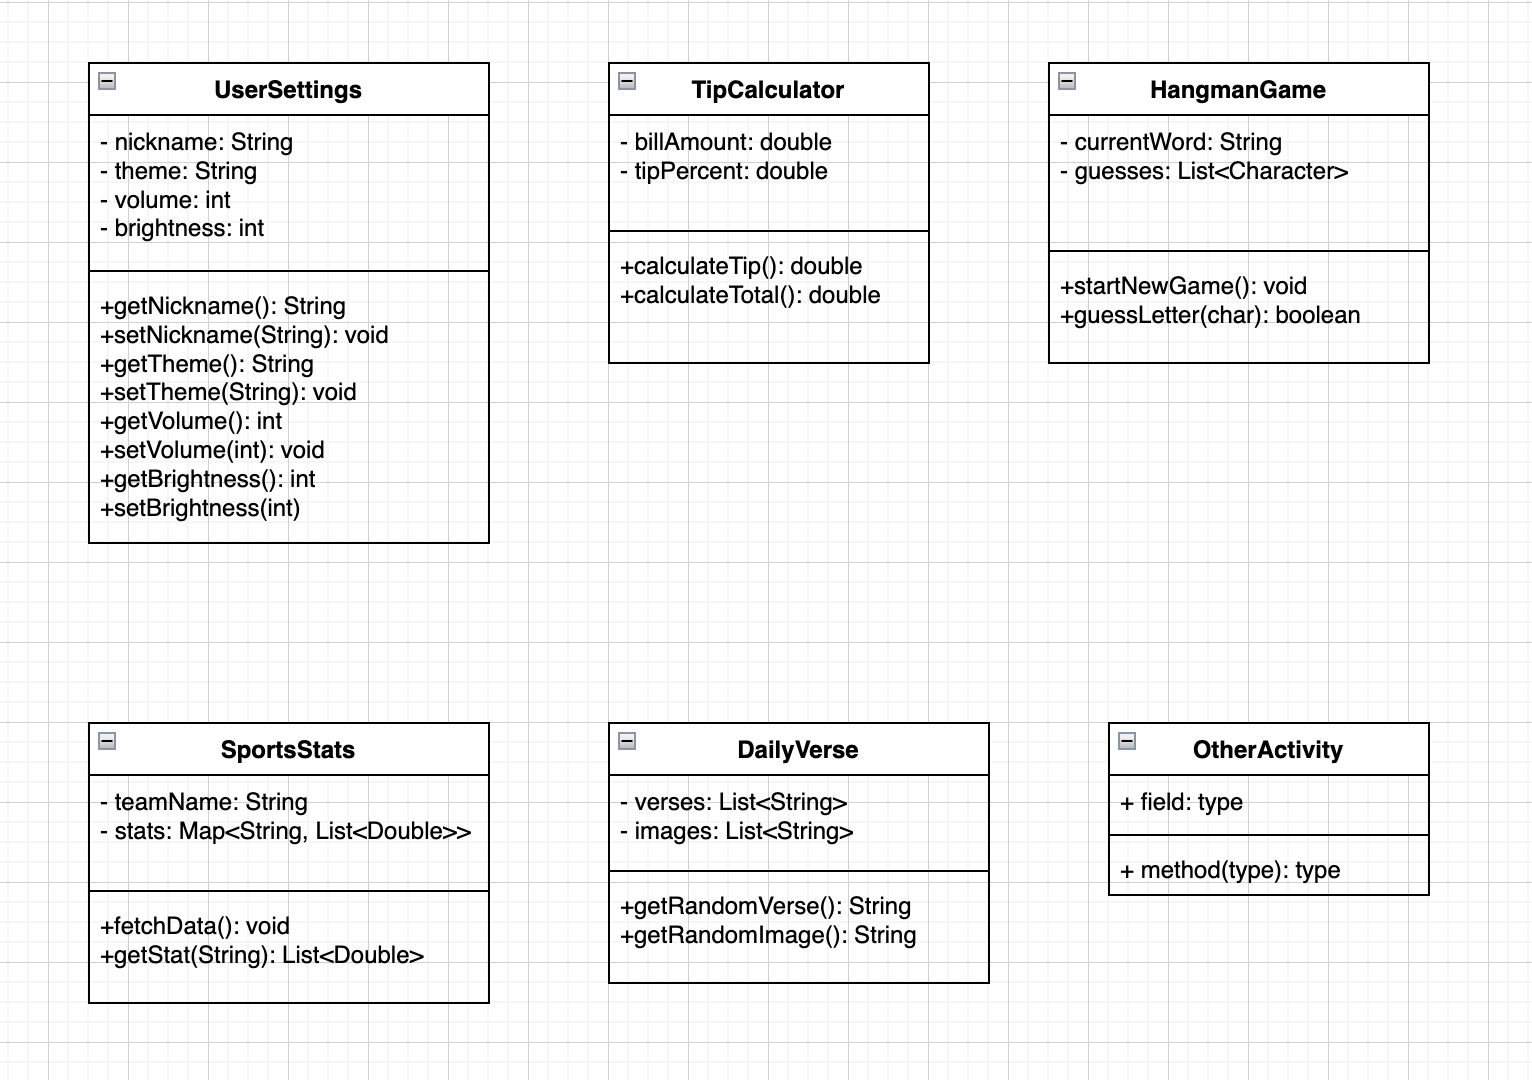 UserSettings
- nickname: String
- theme: String
- volume: int
- brightness: int
+getNickname(): String
+setNickname(String): void
+getTheme(): String
+setTheme(String): void
+getVolume(): int
+setVolume(int): void
+getBrightness(): int
+setBrightness(int)
TipCalculator
- billAmount: double
- tipPercent: double
+calculateTip(): double
+calculateTotal(): double
HangmanGame
- currentWord: String
- guesses: List<Character>
+startNewGame(): void
+guessLetter(char): boolean
SportsStats
- teamName: String
- stats: Map<String, List<Double>>
+fetchData(): void
+getStat(String): List<Double>
DailyVerse
- verses: List<String>
- images: List<String>
+getRandomVerse(): String
+getRandomImage(): String
OtherActivity
+ field: type
+ method(type): type